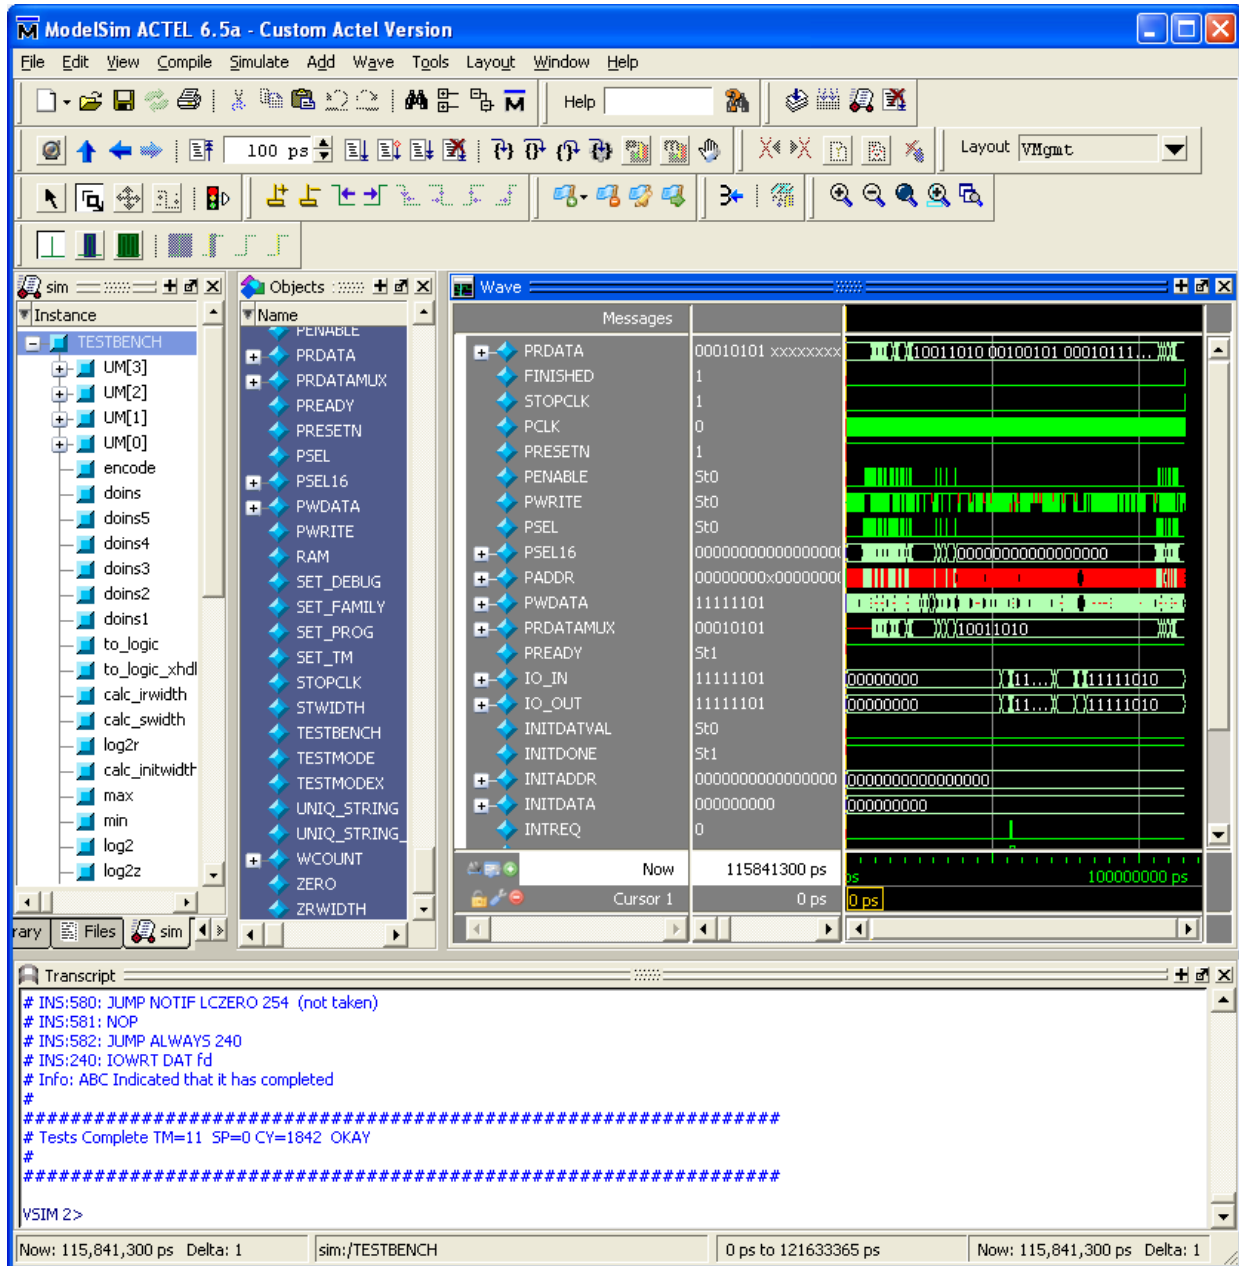 ModelSim ACTEL 6.5a - Custom Actel Version
File Edit View Compile Simulate Add Wave Tools Layout Window Help
Help
100 ps
Layout VMgmt
sim
Instance
TESTBENCH
UM[3]
UM[2]
UM[1]
UM[0]
encode
doins
doins5
doins4
doins3
doins2
doins1
to_logic
to_logic_xhdl
calc_irwidth
calc_swidth
log2r
calc_initwidth
max
min
log2
log2z
rary Files sim
Objects
Name
PENABLE
PRDATA
PRDATAMUX
PREADY
PRESETN
PSEL
PSEL16
PWDATA
PWRITE
RAM
SET_DEBUG
SET_FAMILY
SET_PROG
SET_TM
STOPCLK
STWIDTH
TESTBENCH
TESTMODE
TESTMODEX
UNIQ_STRING
UNIQ_STRING_
WCOUNT
ZERO
ZRWIDTH
Wave
Messages
PRDATA 00010101 xxxxxxxx 10011010 00100101 00010111...
FINISHED 1
STOPCLK 1
PCLK 0
PRESETN 1
PENABLE St0
PWRITE St0
PSEL St0
PSEL16 0000000000000000 0000000000000000
PADDR 00000000x0000000
PWDATA 11111101
PRDATAMUX 00010101 10011010
PREADY St1
IO_IN 11111101 00000000 11... 11111010
IO_OUT 11111101 00000000 11... 11111010
INITDATVAL St0
INITDONE St1
INITADDR 0000000000000000 0000000000000000
INITDATA 000000000 000000000
INTREQ 0
Now 115841300 ps ps 100000000 ps
Cursor 1 0 ps 0 ps
Transcript
# INS:580: JUMP NOTIF LCZERO 254 (not taken)
# INS:581: NOP
# INS:582: JUMP ALWAYS 240
# INS:240: IOWRT DAT fd
# Info: ABC Indicated that it has completed
#
################################################################
# Tests Complete TM=11 SP=0 CY=1842 OKAY
#
################################################################
VSIM 2>
Now: 115,841,300 ps Delta: 1 sim:/TESTBENCH 0 ps to 121633365 ps Now: 115,841,300 ps Delta: 1